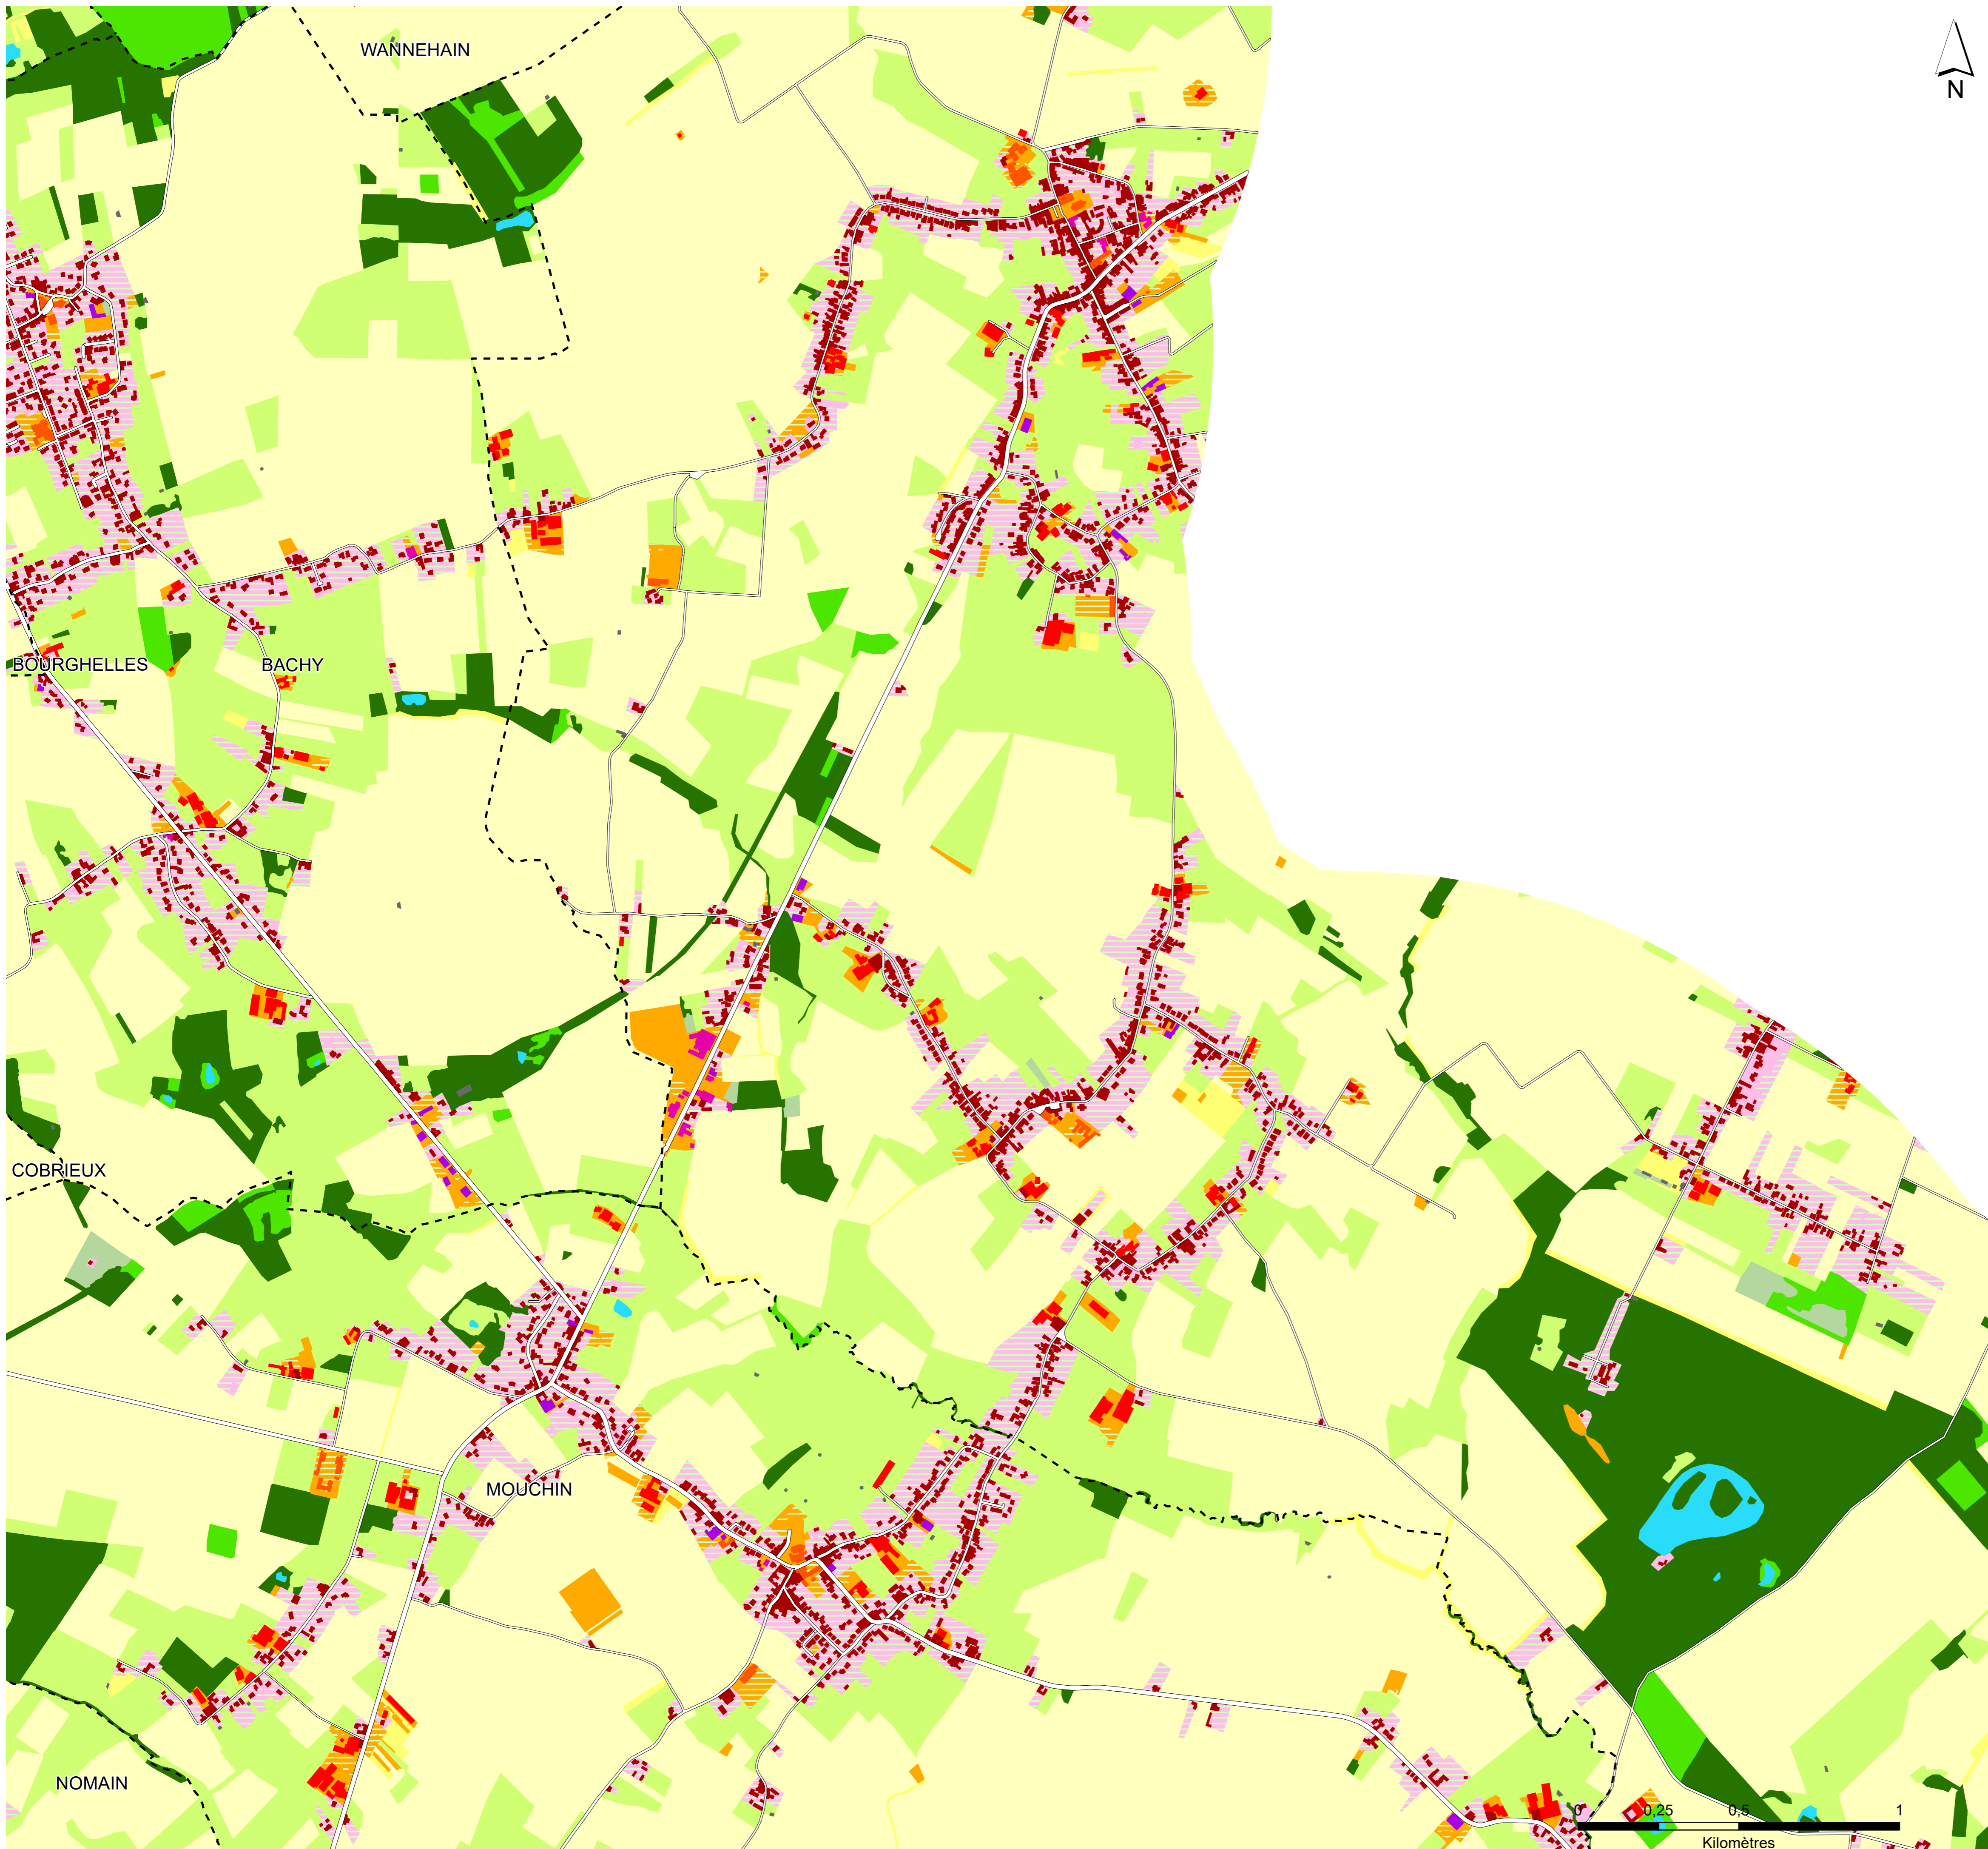 WANNEHAIN
N
BOURGHELLES
BACHY
COBRIEUX
MOUCHIN
NOMAIN
0 0,25 0,5 1
Kilomètres